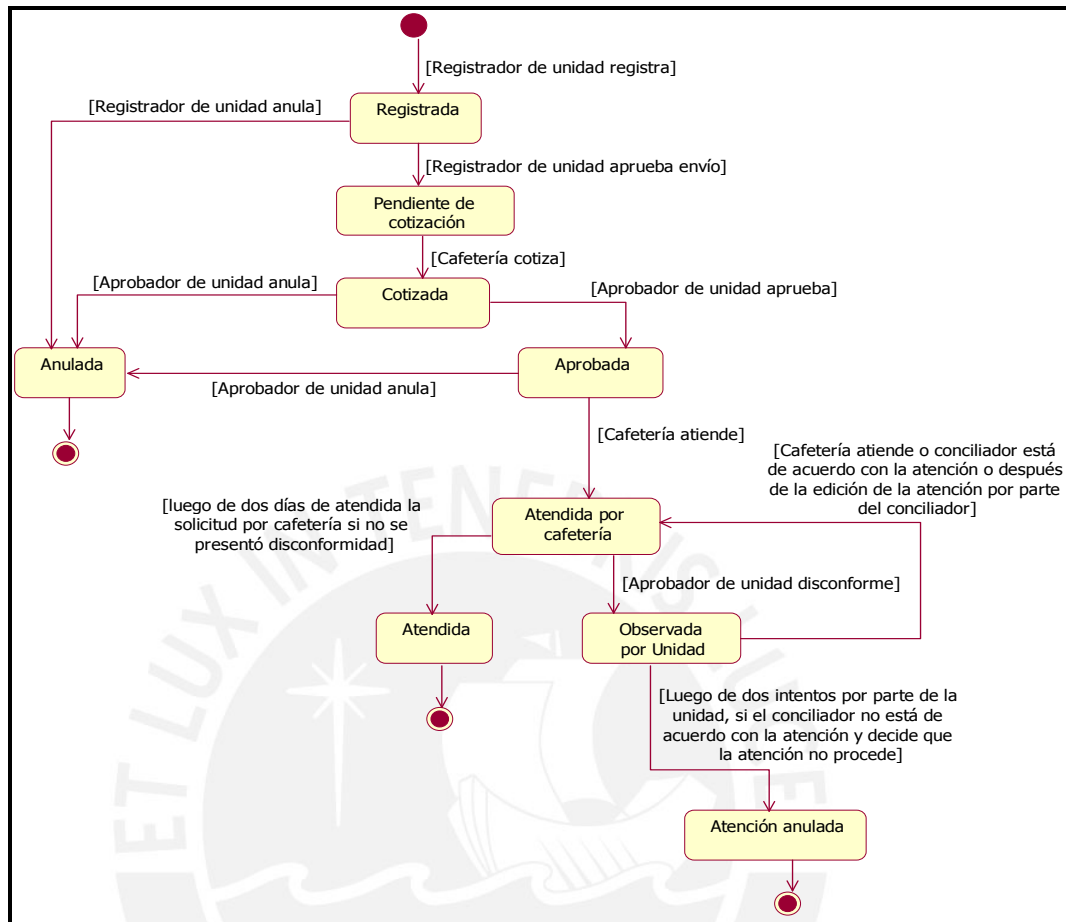 [Registrador de unidad registra]
[Registrador de unidad anula]
Registrada
[Registrador de unidad aprueba envío]
Pendiente de
cotización
[Cafetería cotiza]
[Aprobador de unidad anula]
Cotizada
[Aprobador de unidad aprueba]
Anulada
Aprobada
[Aprobador de unidad anula]
[Cafetería atiende]
[Cafetería atiende o conciliador está
de acuerdo con la atención o después
de la edición de la atención por parte
del conciliador]
[luego de dos días de atendida la
solicitud por cafetería si no se
presentó disconformidad]
Atendida por
cafetería
[Aprobador de unidad disconforme]
Atendida
Observada
por Unidad
[Luego de dos intentos por parte de la
unidad, si el conciliador no está de
acuerdo con la atención y decide que
la atención no procede]
Atención anulada
ET LUX IN TENEBRIS LUCET